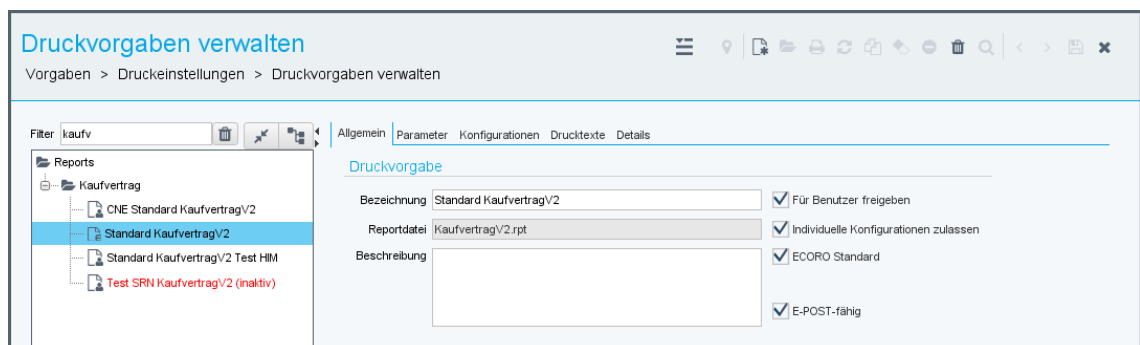 Druckvorgaben verwalten
Vorgaben > Druckeinstellungen > Druckvorgaben verwalten
Filter kaufv
Reports
Kaufvertrag
CNE Standard KaufvertragV2
Standard KaufvertragV2
Standard KaufvertragV2 Test HIM
Test SRN KaufvertragV2 (inaktiv)
Allgemein Parameter Konfigurationen Drucktexte Details
Druckvorgabe
Bezeichnung Standard KaufvertragV2 Für Benutzer freigeben
Reportdatei KaufvertragV2.rpt Individuelle Konfigurationen zulassen
Beschreibung ECORO Standard
E-POST-fähig